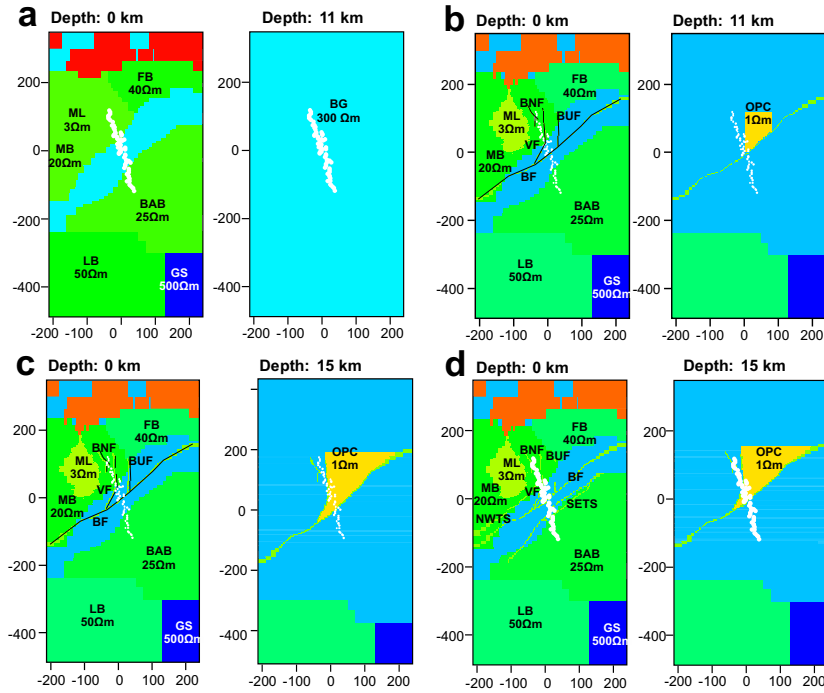 a
Depth: 0 km
Depth: 11 km
200
0
-200
-400
FB
40Ωm
ML
3Ωm
MB
20Ωm
BAB
25Ωm
LB
50Ωm
GS
500Ωm
-200 -100 0 100 200
BG
300 Ωm
-200 -100 0 100 200
b
Depth: 0 km
Depth: 11 km
200
0
-200
-400
FB
40Ωm
BNF
ML
3Ωm
BUF
VF
MB
20Ωm
BF
BAB
25Ωm
LB
50Ωm
GS
500Ωm
-200 -100 0 100 200
200
0
-200
-400
OPC
1Ωm
-200 -100 0 100 200
c
Depth: 0 km
Depth: 15 km
200
0
-200
-400
FB
40Ωm
BNF
BUF
ML
3Ωm
MB
20Ωm
VF
BF
BAB
25Ωm
LB
50Ωm
GS
500Ωm
-200 -100 0 100 200
200
0
-200
-400
OPC
1Ωm
-200 -100 0 100 200
d
Depth: 0 km
Depth: 15 km
200
0
-200
-400
FB
40Ωm
BNF
BUF
ML
3Ωm
BF
MB
20Ωm
VF
SETS
NWTS
BAB
25Ωm
LB
50Ωm
GS
500Ωm
-200 -100 0 100 200
200
0
-200
-400
OPC
1Ωm
-200 -100 0 100 200